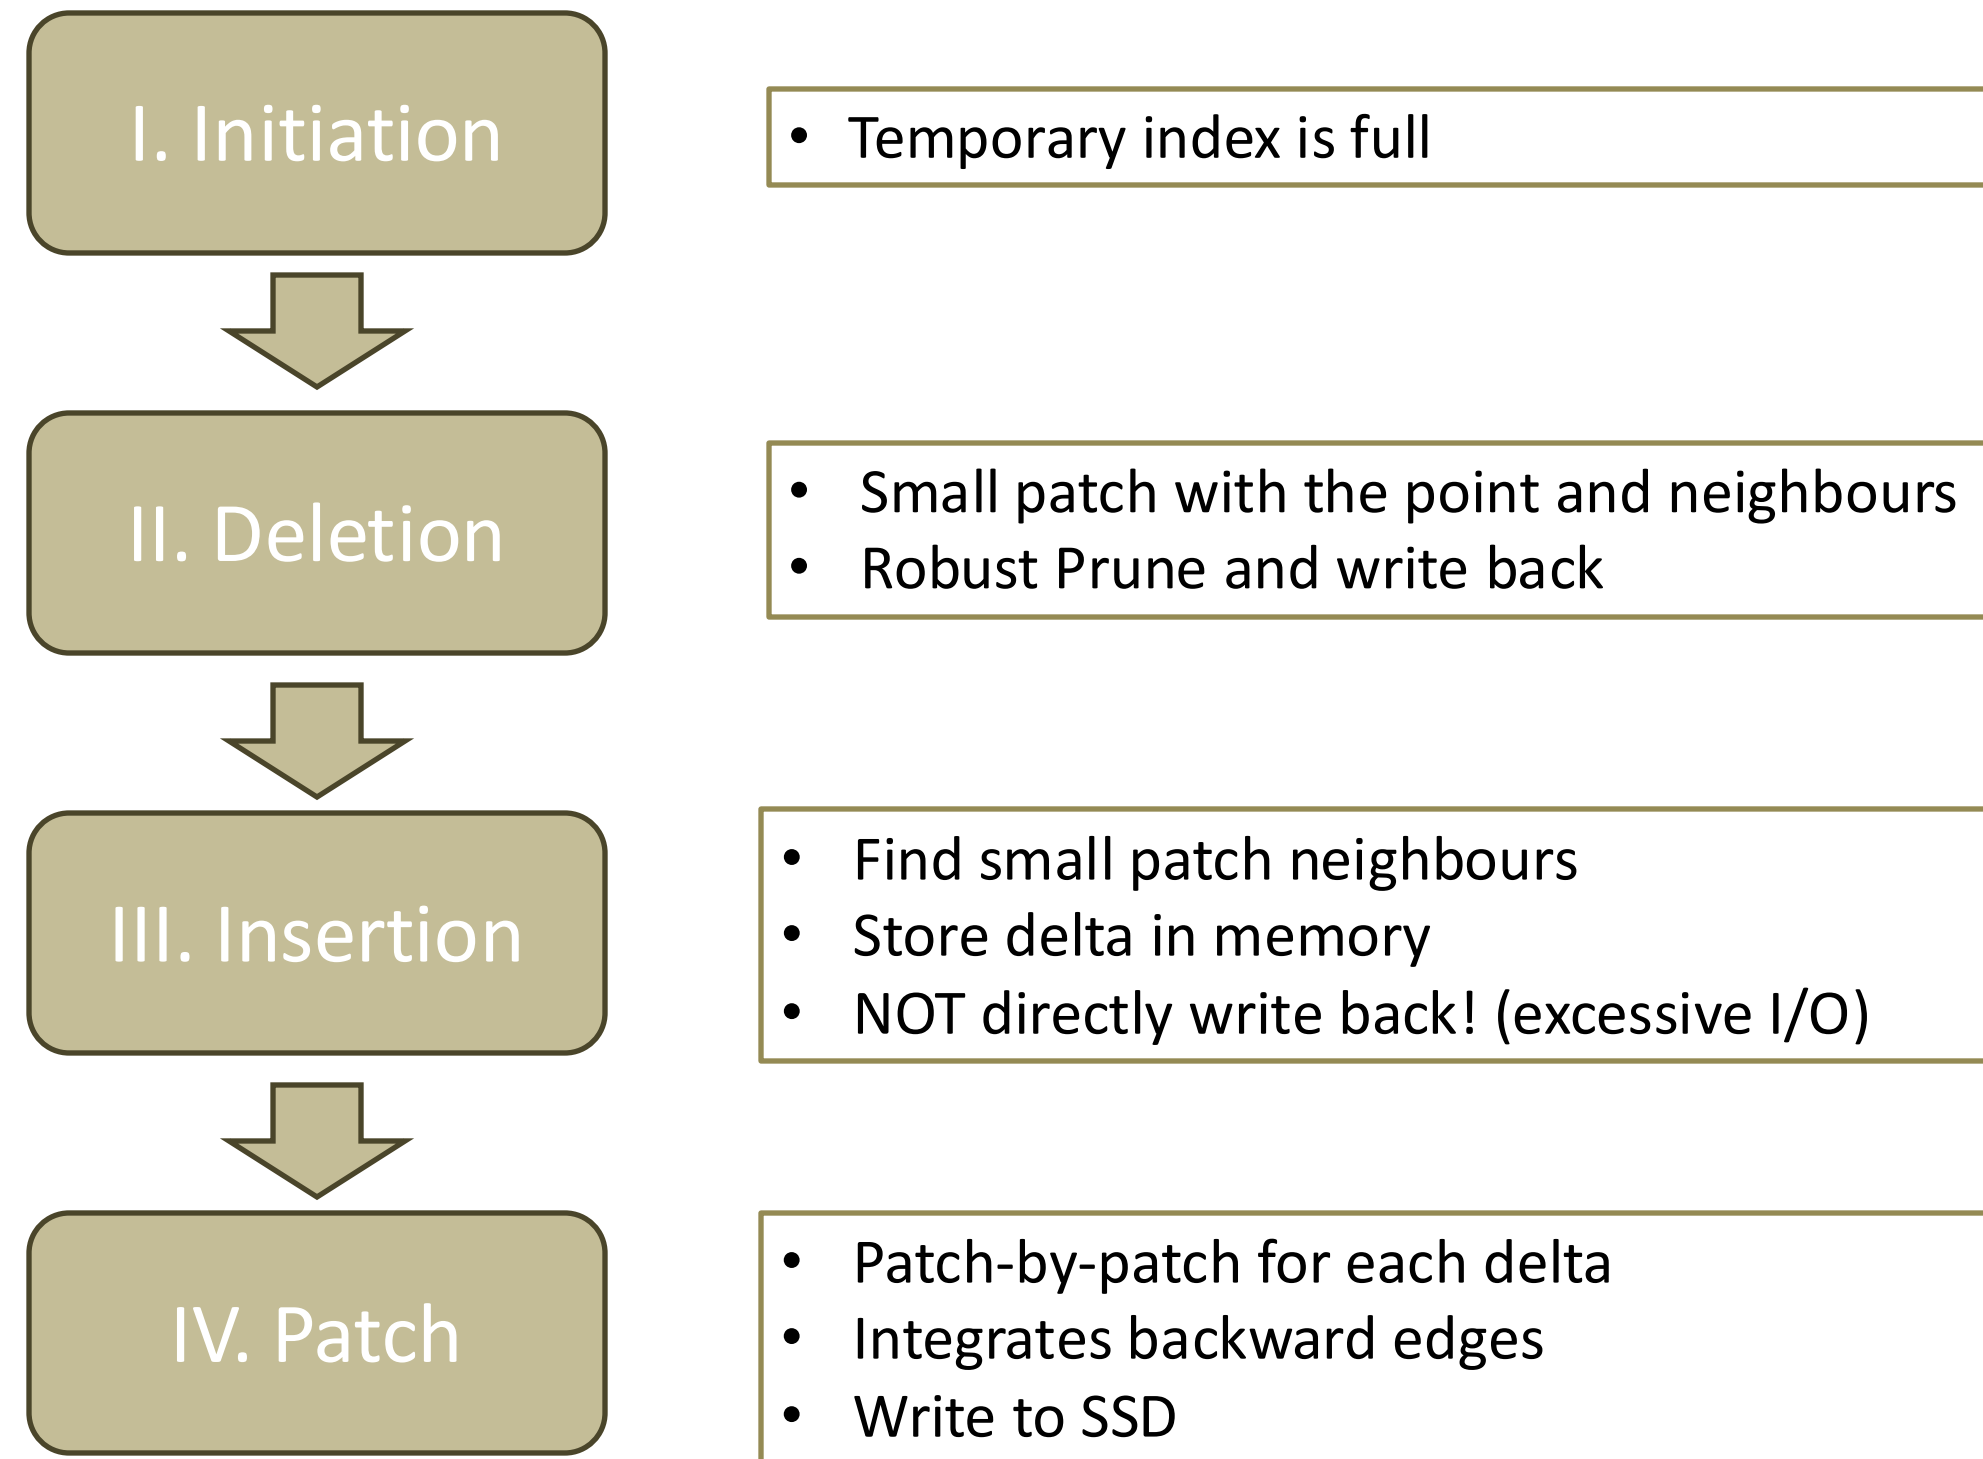 I. Initiation
• Temporary index is full
II. Deletion
• Small patch with the point and neighbours
• Robust Prune and write back
III. Insertion
• Find small patch neighbours
• Store delta in memory
• NOT directly write back! (excessive I/O)
IV. Patch
• Patch-by-patch for each delta
• Integrates backward edges
• Write to SSD